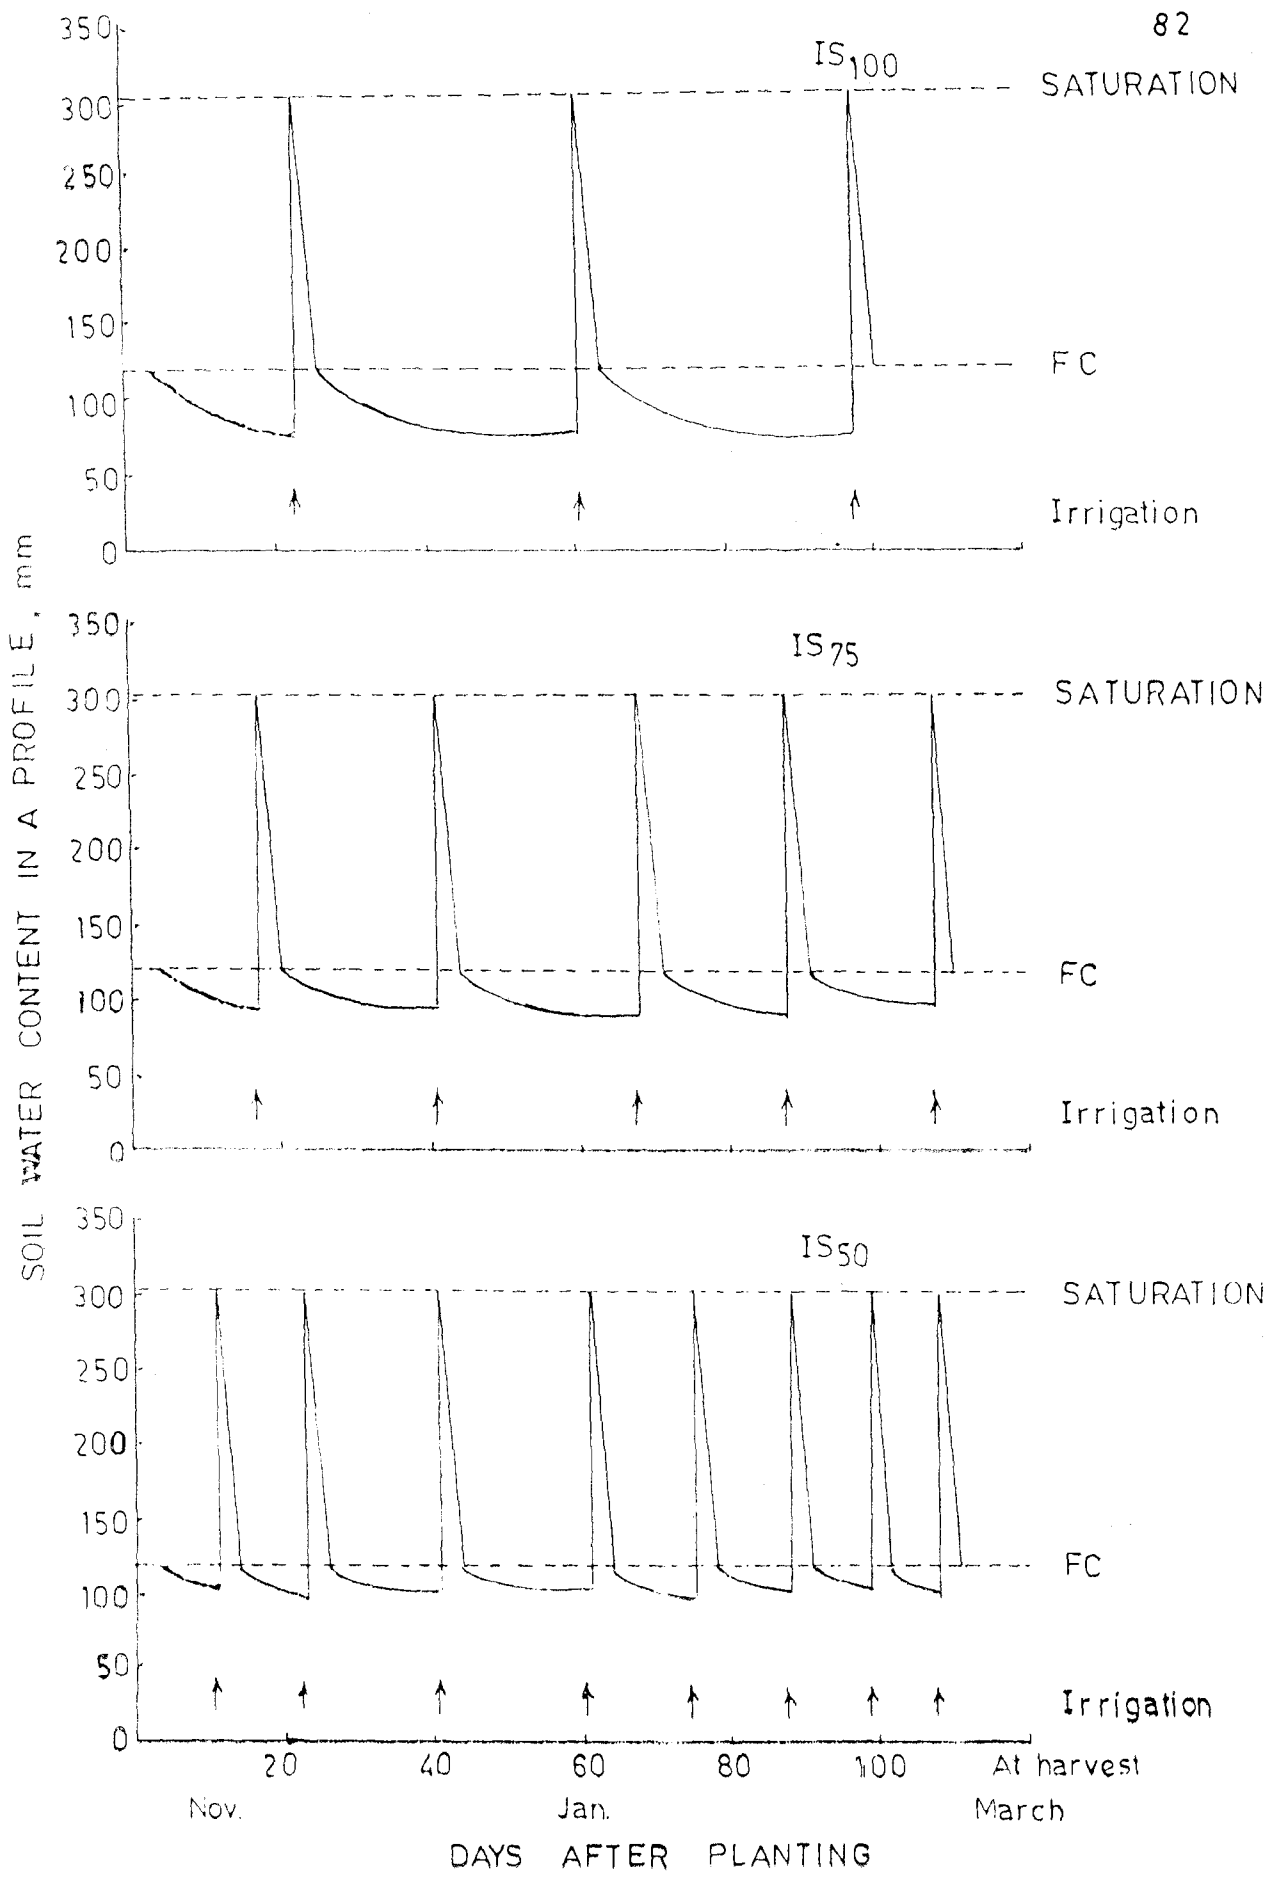 82
SOIL WATER CONTENT IN A PROFILE, mm
IS100
350
300
250
200
150
100
50
0
SATURATION
FC
Irrigation
IS75
350
300
250
200
150
100
50
0
SATURATION
FC
Irrigation
IS50
350
300
250
200
150
100
50
0
SATURATION
FC
Irrigation
20 40 60 80 100 At harvest
Nov. Jan. March
DAYS AFTER PLANTING